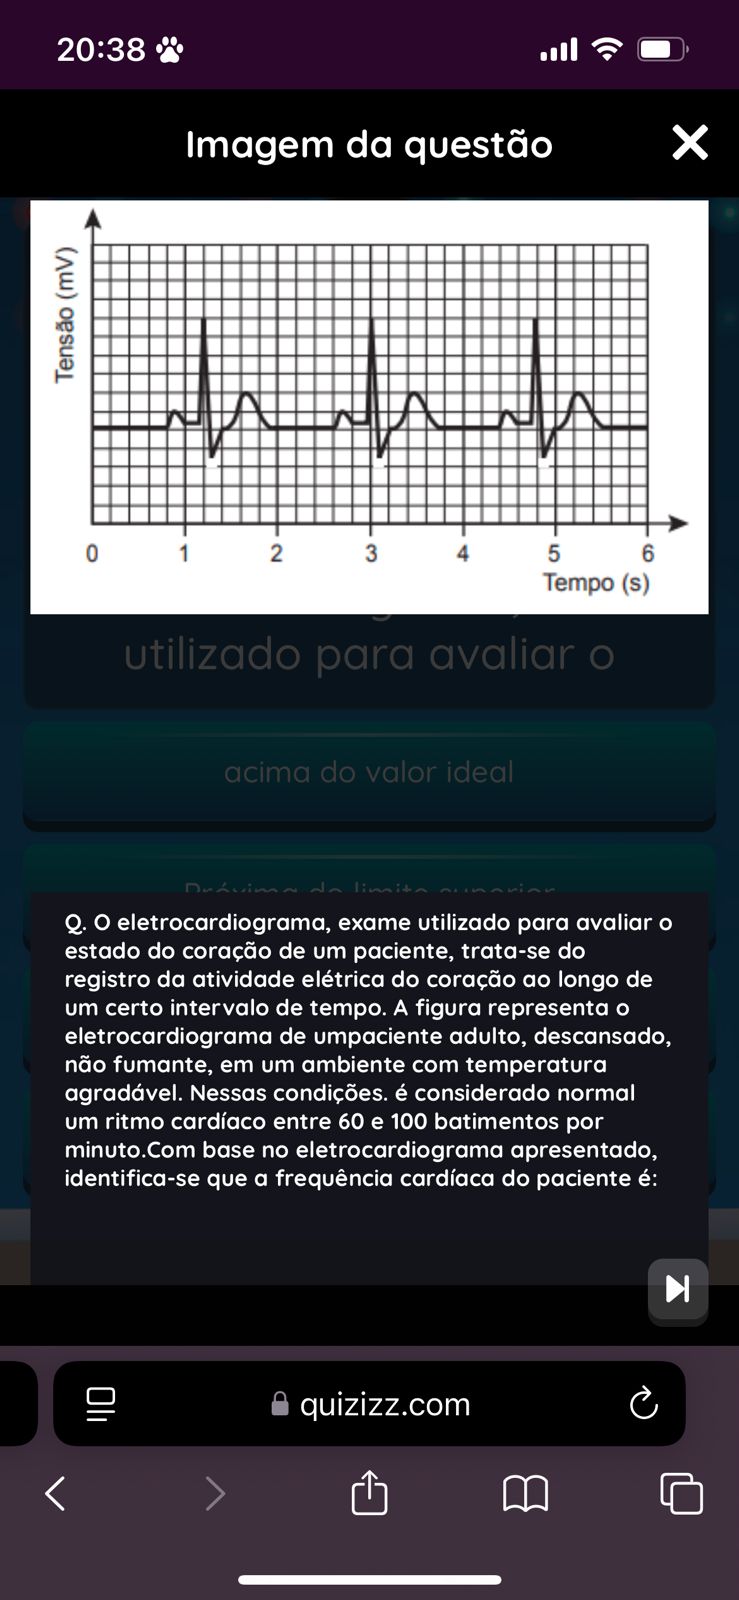 20:38
Imagem da questão
Tensão (mV)
0 1 2 3 4 5 6
Tempo (s)
utilizado para avaliar o
acima do valor ideal
Próximo do limite superior
Q. O eletrocardiograma, exame utilizado para avaliar o
estado do coração de um paciente, trata-se do
registro da atividade elétrica do coração ao longo de
um certo intervalo de tempo. A figura representa o
eletrocardiograma de umpaciente adulto, descansado,
não fumante, em um ambiente com temperatura
agradável. Nessas condições. é considerado normal
um ritmo cardíaco entre 60 e 100 batimentos por
minuto.Com base no eletrocardiograma apresentado,
identifica-se que a frequência cardíaca do paciente é:
quizizz.com